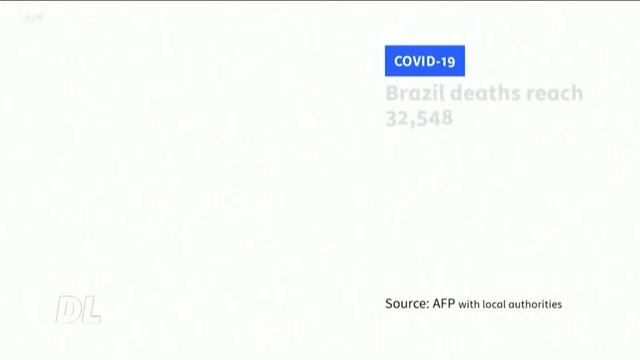 COVID-19
Brazil deaths reach
32,548
Source: AFP with local authorities
DL